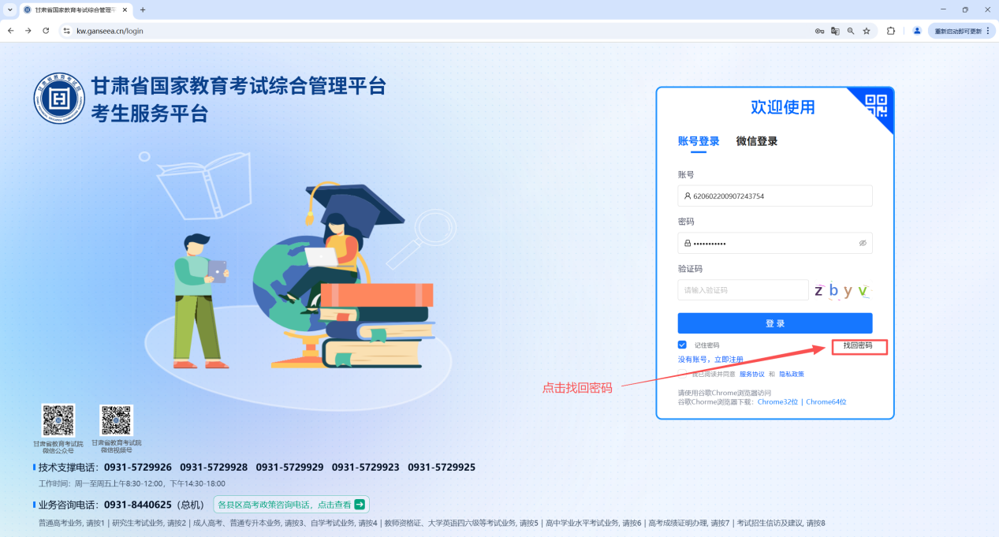 甘肃省国家教育考试综合管理平
重新启动即可更新
kw.ganseea.cn/login
甘肃省国家教育考试综合管理平台
考生服务平台
欢迎使用
账号登录 微信登录
账号
620602200907243754
密码
•••••••••••
验证码
请输入验证码
z b y v
登 录
记住密码
找回密码
没有账号，立即注册
我已阅读并同意 服务协议 和 隐私政策
点击找回密码
请使用谷歌Chrome浏览器访问
谷歌Chorme浏览器下载：Chrome32位 | Chrome64位
甘肃省教育考试院
微信公众号
甘肃省教育考试院
微信视频号
技术支撑电话：0931-5729926 0931-5729928 0931-5729929 0931-5729923 0931-5729925
工作时间：周一至周五上午8:30-12:00，下午14:30-18:00
业务咨询电话：0931-8440625（总机） 各县区高考政策咨询电话，点击查看
普通高考业务, 请按1 | 研究生考试业务, 请按2 | 成人高考、普通专升本业务, 请按3、自学考试业务, 请按4 | 教师资格证、大学英语四六级等考试业务, 请按5 | 高中学业水平考试业务, 请按6 | 高考成绩证明办理, 请按7 | 考试招生信访及建议, 请按8